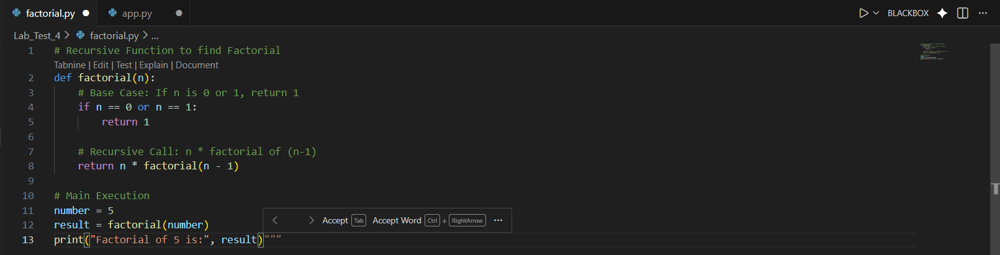 factorial.py ● app.py ● BLACKBOX ···
Lab_Test_4 > factorial.py > ...
1 # Recursive Function to find Factorial
Tabnine | Edit | Test | Explain | Document
2 def factorial(n):
3     # Base Case: If n is 0 or 1, return 1
4     if n == 0 or n == 1:
5         return 1
6
7     # Recursive Call: n * factorial of (n-1)
8     return n * factorial(n - 1)
9
10 # Main Execution
11 number = 5
< > Accept Tab Accept Word Ctrl + RightArrow ···
12 result = factorial(number)
13 print("Factorial of 5 is:", result)"""